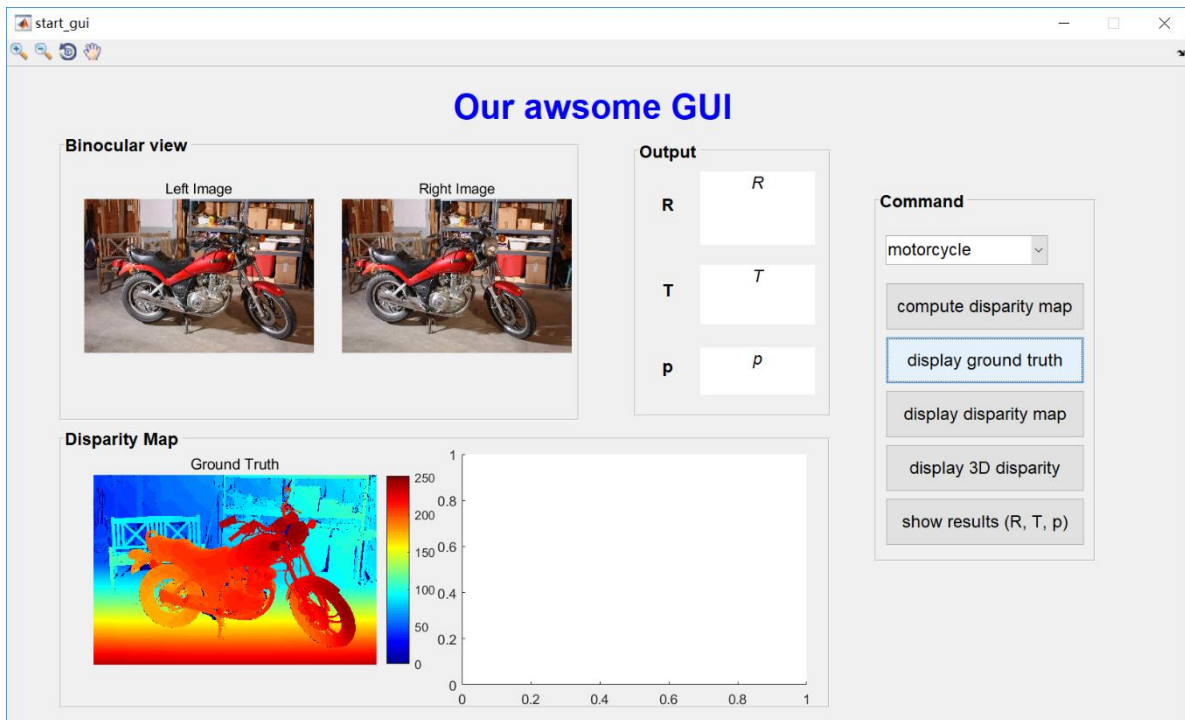 start_gui
Our awsome GUI
Binocular view
Left Image
Right Image
Output
R
R
T
T
p
p
Command
motorcycle
compute disparity map
display ground truth
display disparity map
display 3D disparity
show results (R, T, p)
Disparity Map
Ground Truth
250
200
150
100
50
0
1
0.8
0.6
0.4
0.2
0
0
0.2
0.4
0.6
0.8
1